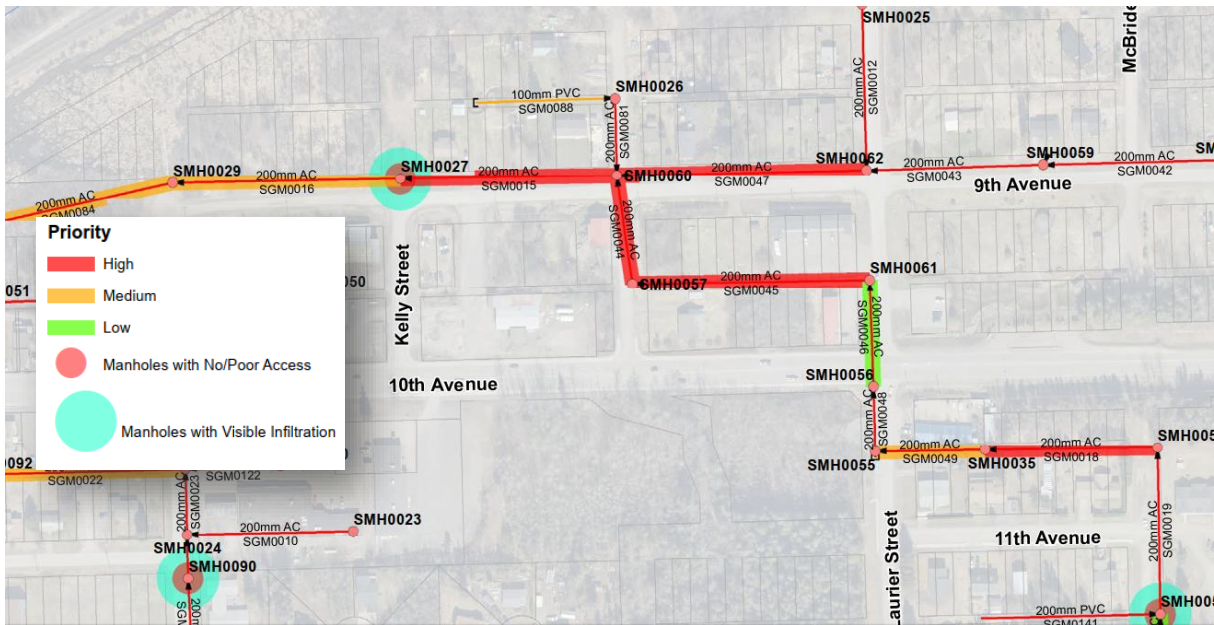 SMH0025
McBride
200mm AC
SGM0012
SMH0026
100mm PVC
SGM0088
200mm AC
SGM0081
SMH0029
200mm AC
SGM0016
SMH0027
200mm AC
SGM0015
SMH0060
200mm AC
SGM0047
SMH0062
200mm AC
SGM0043
SMH0059
200mm AC
SGM0042
9th Avenue
200mm AC
SGM0084
200mm AC
SGM0044
SMH0057
200mm AC
SGM0045
SMH0061
200mm AC
SGM0046
Kelly Street
Priority
High
Medium
Low
Manholes with No/Poor Access
Manholes with Visible Infiltration
051
050
10th Avenue
SMH0056
200mm AC
SGM0048
SMH0055
200mm AC
SGM0049
SMH0035
200mm AC
SGM0018
SMH005
092
SGM0022
SGM0122
200mm AC
SGM0023
SMH0023
200mm AC
SGM0010
SMH0024
SMH0090
Laurier Street
11th Avenue
200mm AC
SGM0019
SMH005
200mm PVC
SGM0141